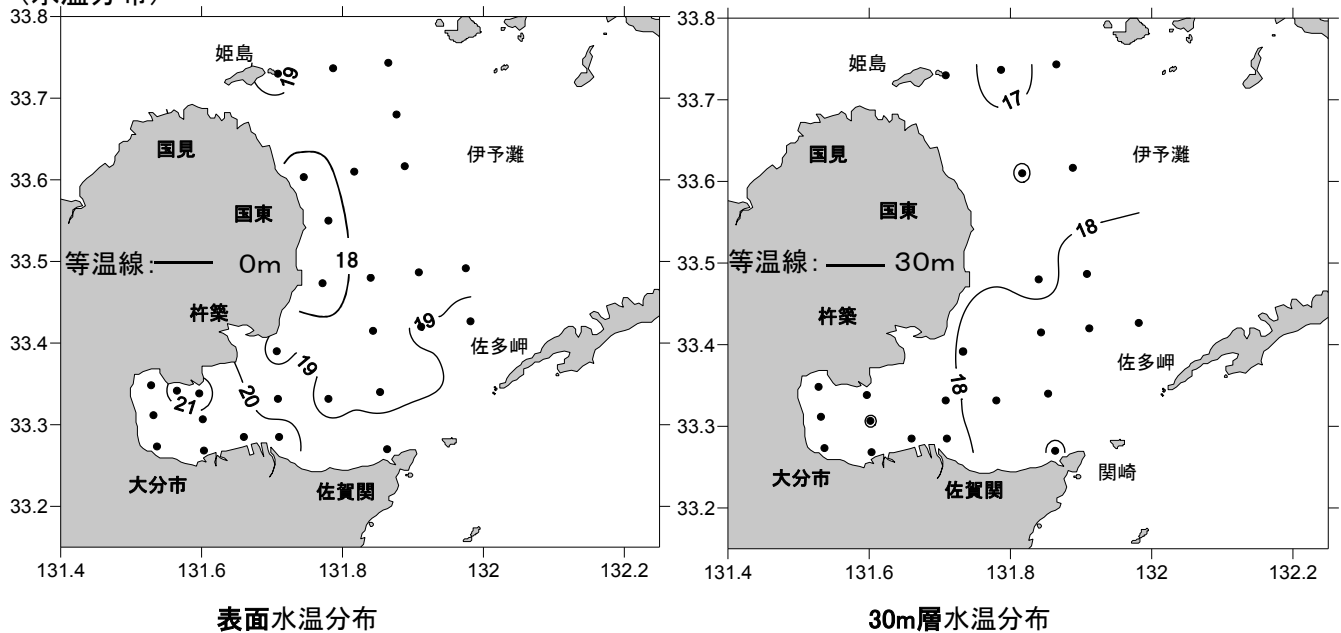 (水温分布)
33.8
33.7
33.6
33.5
33.4
33.3
33.2
131.4 131.6 131.8 132 132.2
姫島
19
国見
伊予灘
国東
18
等温線: 0m
杵築
19
佐多岬
19
20
21
大分市
佐賀関
表面水温分布
33.8
33.7
33.6
33.5
33.4
33.3
33.2
131.4 131.6 131.8 132 132.2
姫島
17
国見
伊予灘
国東
18
等温線: 30m
杵築
佐多岬
18
関崎
大分市
佐賀関
30m層水温分布